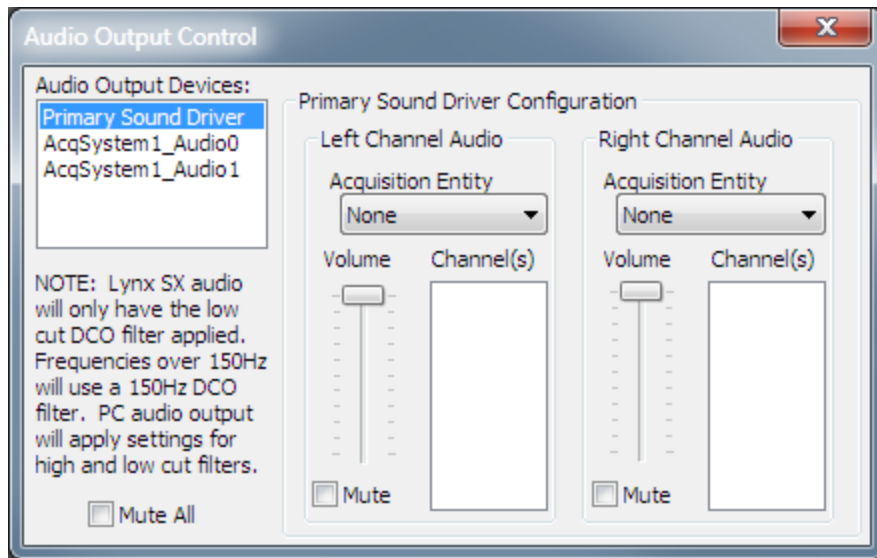 Audio Output Control
Audio Output Devices:
Primary Sound Driver
AcqSystem1_Audio0
AcqSystem1_Audio1
NOTE: Lynx SX audio
will only have the low
cut DCO filter applied.
Frequencies over 150Hz
will use a 150Hz DCO
filter. PC audio output
will apply settings for
high and low cut filters.
Mute All
Primary Sound Driver Configuration
Left Channel Audio
Acquisition Entity
None
Volume Channel(s)
Mute
Right Channel Audio
Acquisition Entity
None
Volume Channel(s)
Mute